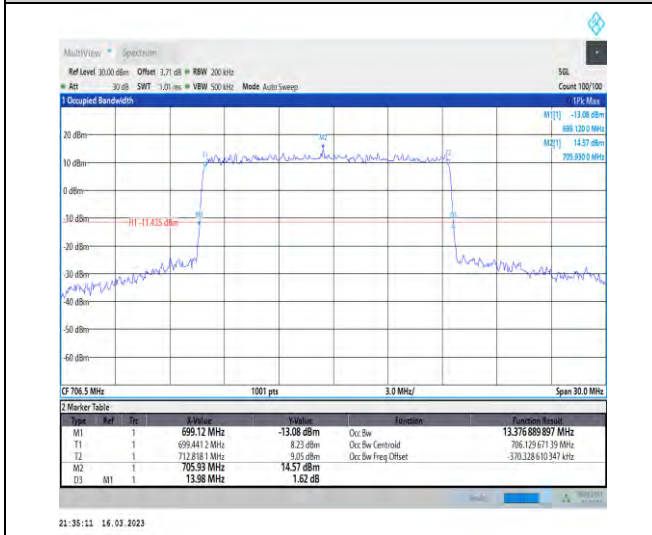 MultiView Spectrum
Ref Level 30.00 dBm Offset 3.71 dB RBW 200 kHz SGL
Att 30 dB SWT 1.01 ms VBW 500 kHz Mode Auto Sweep Count 100/100
1 Occupied Bandwidth 1Pk Max
M1[1] -13.08 dBm
699.120 0 MHz
20 dBm M2 M2[1] 14.57 dBm
T1 T2 705.930 0 MHz
10 dBm
0 dBm
-10 dBm M1
H1 -11.435 dBm
-20 dBm
-30 dBm
-40 dBm
-50 dBm
-60 dBm
CF 706.5 MHz 1001 pts 3.0 MHz/ Span 30.0 MHz
2 Marker Table
Type Ref Trc X-Value Y-Value Function Function Result
M1 1 699.12 MHz -13.08 dBm Occ Bw 13.376 889 897 MHz
T1 1 699.441 2 MHz 8.23 dBm Occ Bw Centroid 706.129 671 39 MHz
T2 1 712.818 1 MHz 9.05 dBm Occ Bw Freq Offset -370.328 610 347 kHz
M2 1 705.93 MHz 14.57 dBm
D3 M1 1 13.98 MHz 1.62 dB
21:35:11 16.03.2023